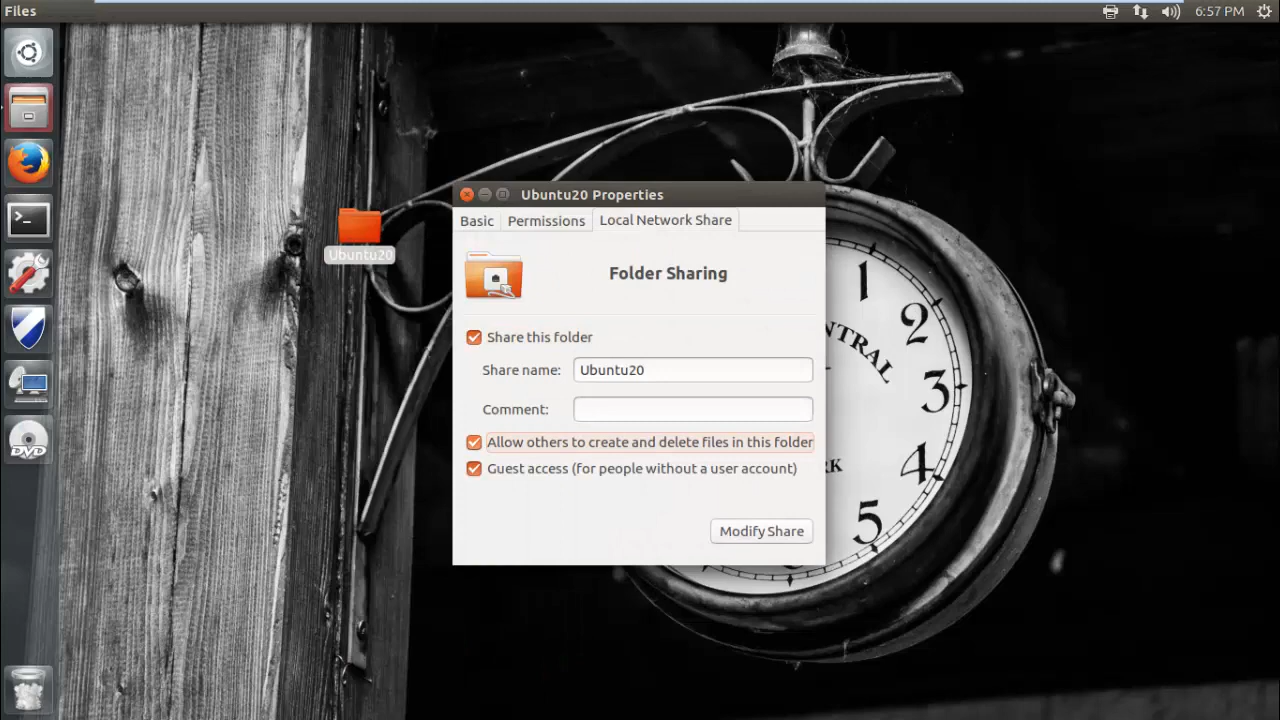 Files
6:57 PM
Ubuntu20
Ubuntu20 Properties
Basic
Permissions
Local Network Share
Folder Sharing
Share this folder
Share name:
Ubuntu20
Comment:
Allow others to create and delete files in this folder
Guest access (for people without a user account)
Modify Share
DVD
1
2
3
4
5